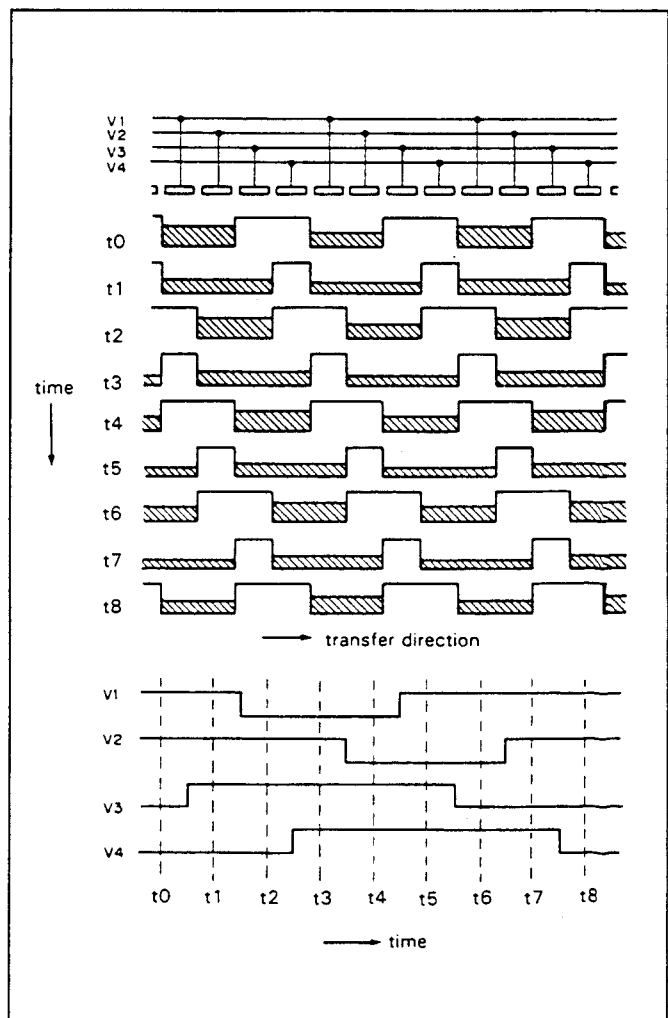 V1
V2
V3
V4
t0
t1
t2
t3
time
t4
t5
t6
t7
t8
transfer direction
V1
V2
V3
V4
t0 t1 t2 t3 t4 t5 t6 t7 t8
time